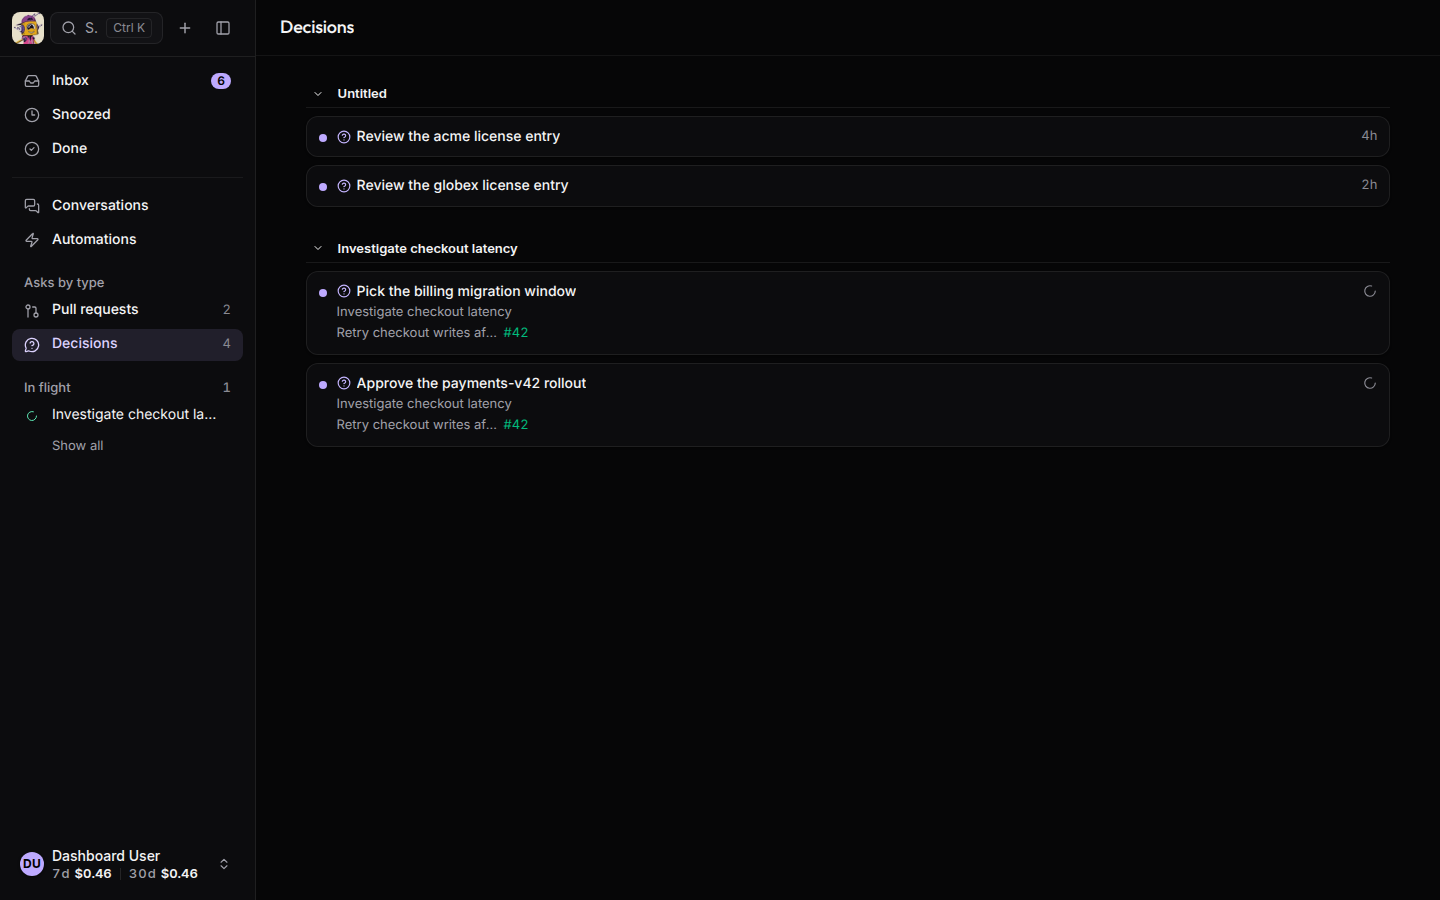 S.
Ctrl K
Inbox
6
Snoozed
Done
Conversations
Automations
Asks by type
Pull requests
2
Decisions
4
In flight
1
Investigate checkout la...
Show all
DU
Dashboard User
7d $0.46 | 30d $0.46
Decisions
Untitled
Review the acme license entry
4h
Review the globex license entry
2h
Investigate checkout latency
Pick the billing migration window
Investigate checkout latency
Retry checkout writes af... #42
Approve the payments-v42 rollout
Investigate checkout latency
Retry checkout writes af... #42